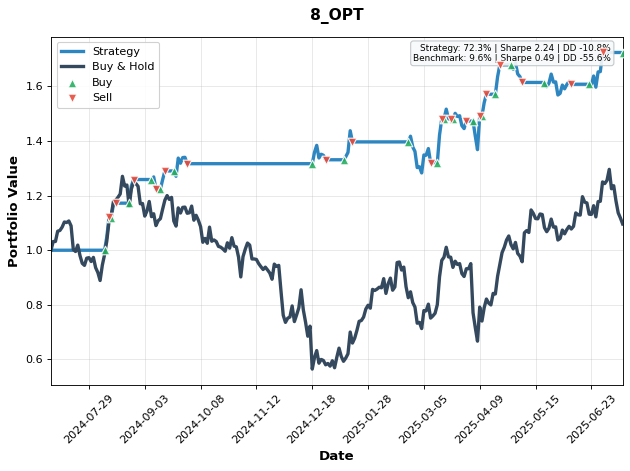 8_OPT
Strategy
Buy & Hold
Buy
Sell
Strategy: 72.3% | Sharpe 2.24 | DD -10.8%
Benchmark: 9.6% | Sharpe 0.49 | DD -55.6%
Portfolio Value
1.6
1.4
1.2
1.0
0.8
0.6
2024-07-29
2024-09-03
2024-10-08
2024-11-12
2024-12-18
2025-01-28
2025-03-05
2025-04-09
2025-05-15
2025-06-23
Date